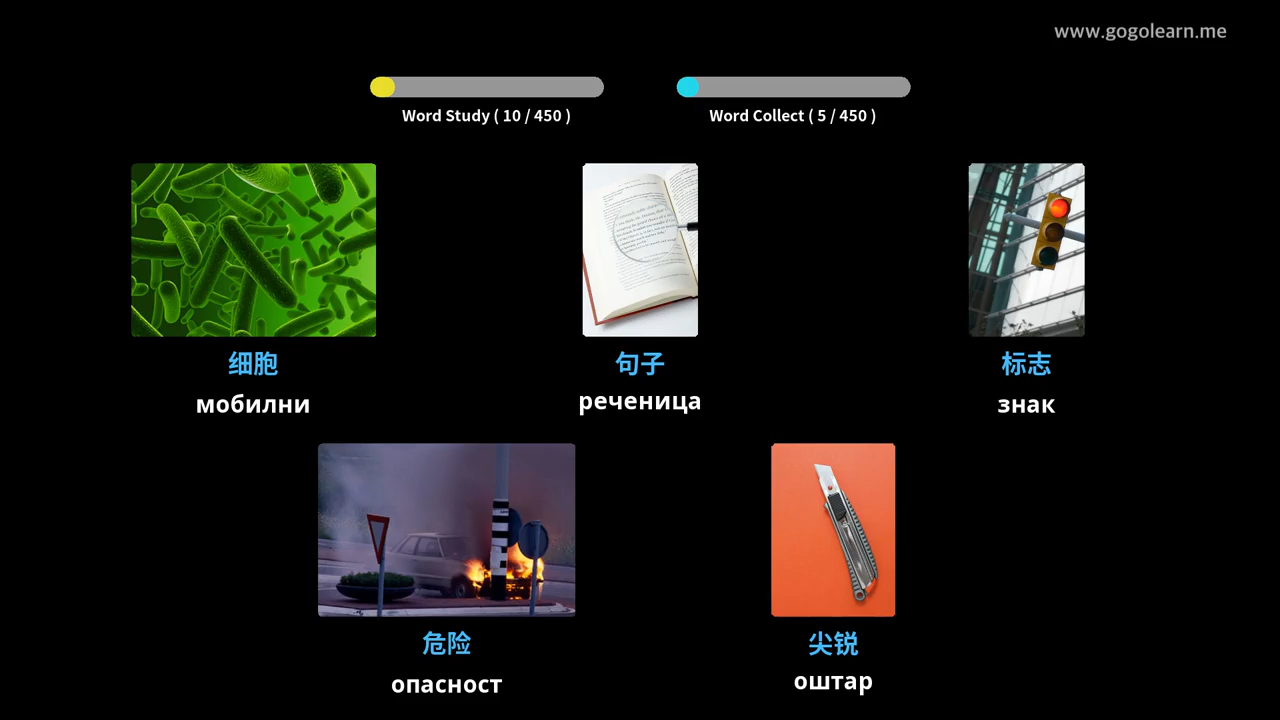 www.gogolearn.me
Word Study ( 10 / 450 )
Word Collect ( 5 / 450 )
细胞
мобилни
句子
реченица
标志
знак
危险
опасност
尖锐
оштар